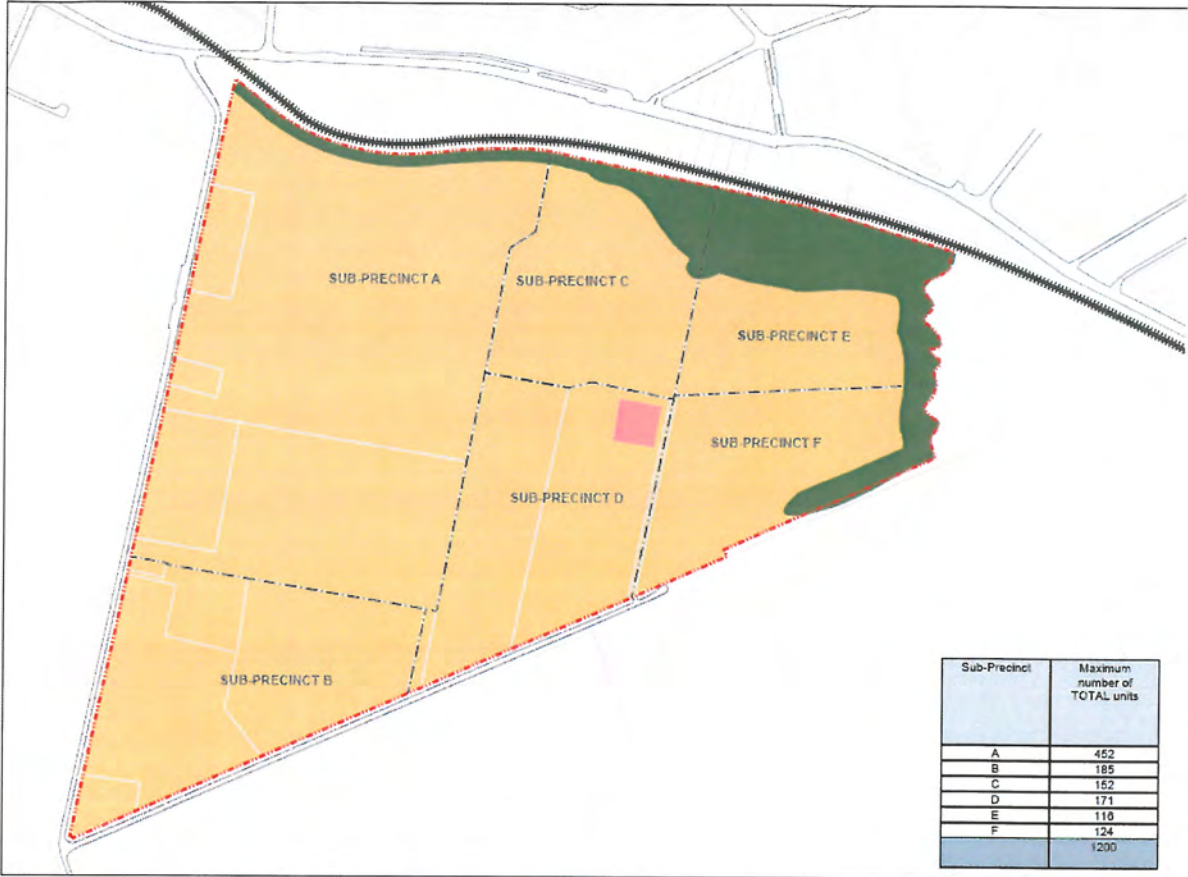 SUB-PRECINCT A
SUB-PRECINCT C
SUB-PRECINCT E
SUB-PRECINCT F
SUB-PRECINCT D
SUB-PRECINCT B
Sub-Precinct
Maximum
number of
TOTAL units
A 452
B 185
C 152
D 171
E 116
F 124
1200